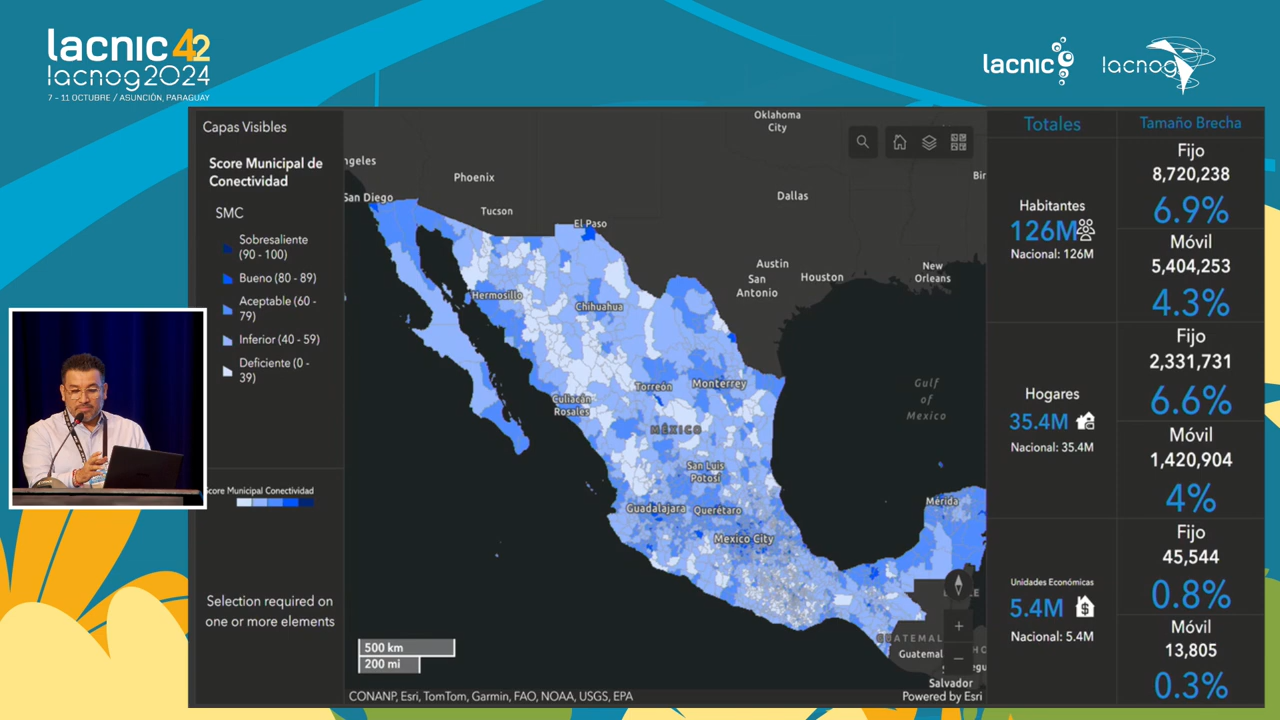 lacnic 42
lacnog2024
7 - 11 OCTUBRE / ASUNCIÓN, PARAGUAY
lacnic
lacnog
Capas Visibles
Score Municipal de
Conectividad
SMC
Sobresaliente
(90 - 100)
Bueno (80 - 89)
Aceptable (60 -
79)
Inferior (40 - 59)
Deficiente (0 -
39)
Score Municipal Conectividad
Selection required on
one or more elements
Oklahoma
City
ngeles
Phoenix
San Diego
Tucson
Dallas
Bir
El Paso
Austin
San
Antonio
Houston
New
Orleans
Hermosillo
Chihuahua
Torreón
Monterrey
Culiacán
Rosales
MÉXICO
Gulf
of
Mexico
San Luis
Potosí
Guadalajara
Querétaro
Mexico City
Mérida
GUATEMAL
Guatemal
Salvador
500 km
200 mi
CONANP, Esri, TomTom, Garmin, FAO, NOAA, USGS, EPA
Powered by Esri
Totales
Tamaño Brecha
Habitantes
126M
Nacional: 126M
Fijo
8,720,238
6.9%
Móvil
5,404,253
4.3%
Hogares
35.4M
Nacional: 35.4M
Fijo
2,331,731
6.6%
Móvil
1,420,904
4%
Unidades Económicas
5.4M
Nacional: 5.4M
Fijo
45,544
0.8%
Móvil
13,805
0.3%